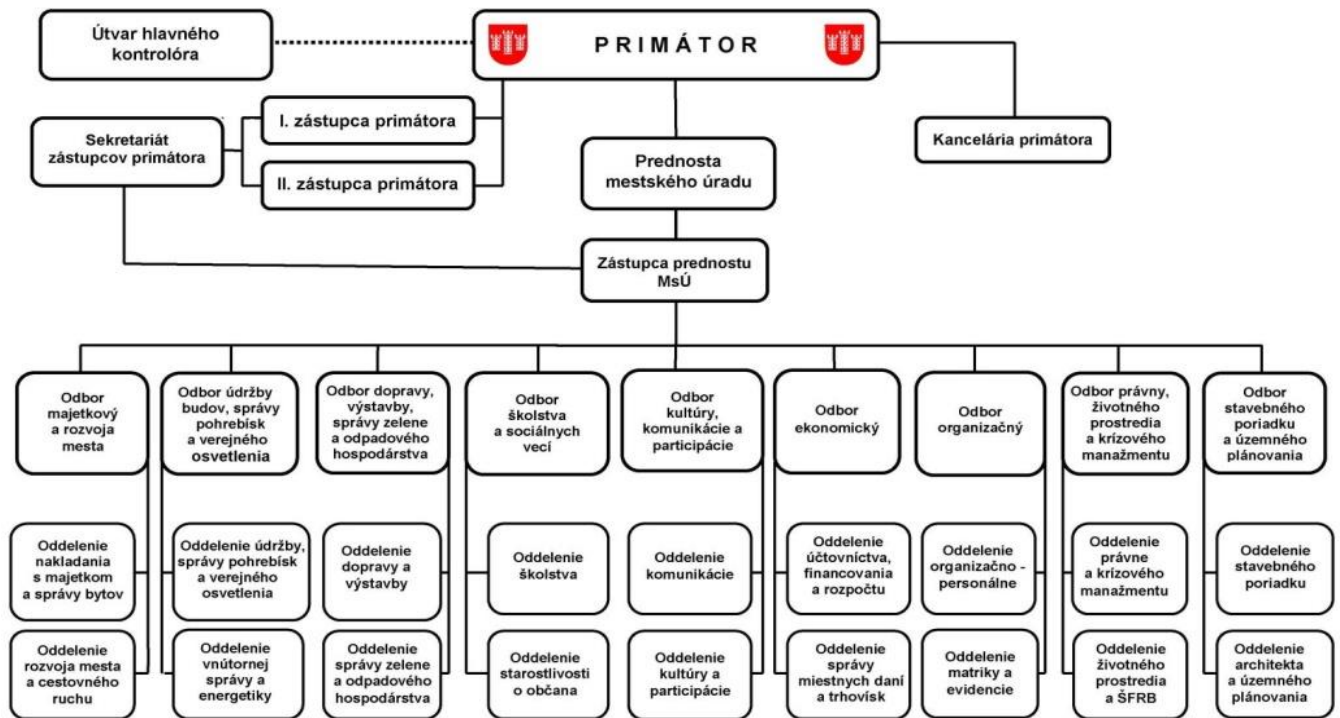 Útvar hlavného
kontrolóra
PRIMÁTOR
I. zástupca primátora
Sekretariát
zástupcov primátora
II. zástupca primátora
Kancelária primátora
Prednosta
mestského úradu
Zástupca prednostu
MsÚ
Odbor
majetkový
a rozvoja
mesta
Odbor údržby
budov, správy
pohrebísk
a verejného
osvetlenia
Odbor dopravy,
výstavby,
správy zelene
a odpadového
hospodárstva
Odbor
školstva
a sociálnych
vecí
Odbor
kultúry,
komunikácie a
participácie
Odbor
ekonomický
Odbor
organizačný
Odbor právny,
životného
prostredia
a krízového
manažmentu
Odbor
stavebného
poriadku
a územného
plánovania
Oddelenie
nakladania
s majetkom
a správy bytov
Oddelenie údržby,
správy pohrebísk
a verejného
osvetlenia
Oddelenie
dopravy a
výstavby
Oddelenie
školstva
Oddelenie
komunikácie
Oddelenie
účtovníctva,
financovania
a rozpočtu
Oddelenie
organizačno -
personálne
Oddelenie
právne
a krízového
manažmentu
Oddelenie
stavebného
poriadku
Oddelenie
rozvoja mesta
a cestovného
ruchu
Oddelenie
vnútornej
správy a
energetiky
Oddelenie
správy zelene
a odpadového
hospodárstva
Oddelenie
starostlivosti
o občana
Oddelenie
kultúry a
participácie
Oddelenie
správy
miestnych daní
a trhovísk
Oddelenie
matriky a
evidencie
Oddelenie
životného
prostredia
a ŠFRB
Oddelenie
architekta
a územného
plánovania